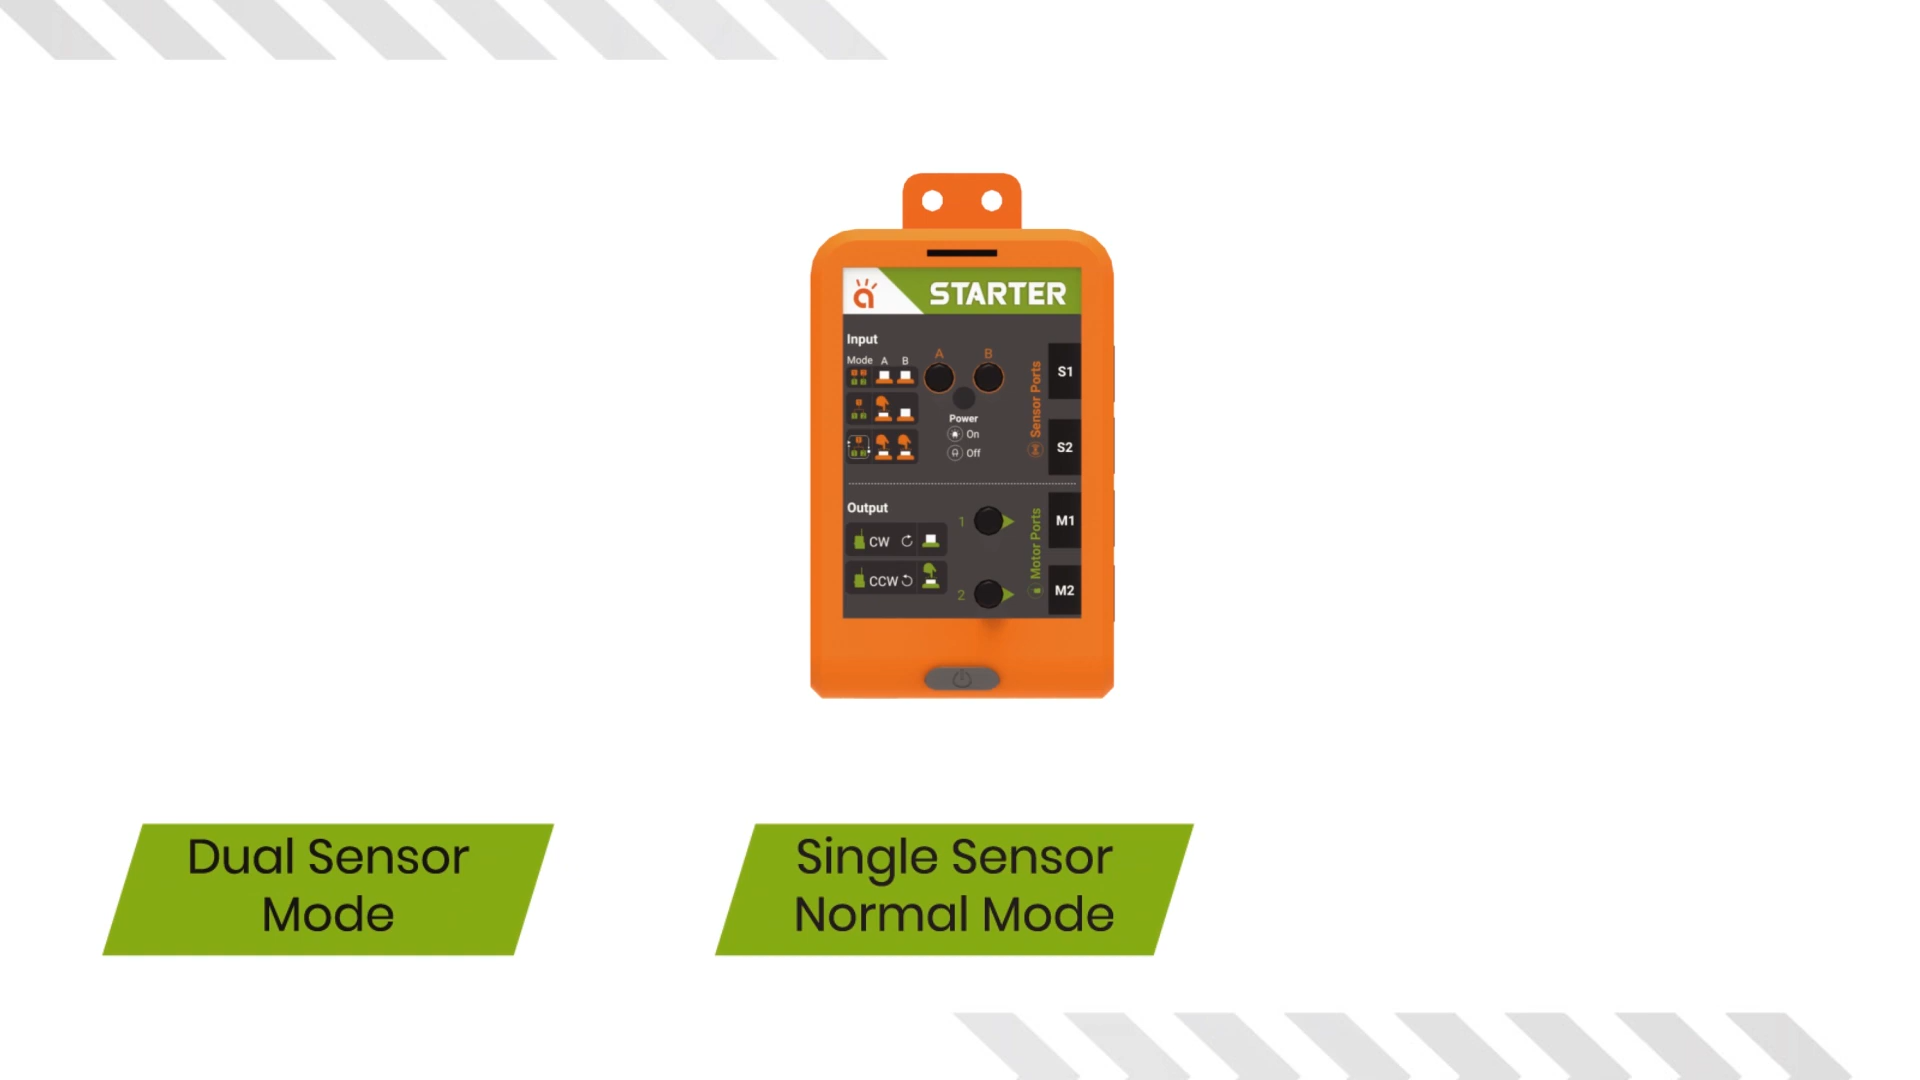 a STARTER
Input
Mode A B
A B
Power
On
Off
Sensor Ports
S1
S2
Output
CW
CCW
1
2
Motor Ports
M1
M2
Dual Sensor
Mode
Single Sensor
Normal Mode